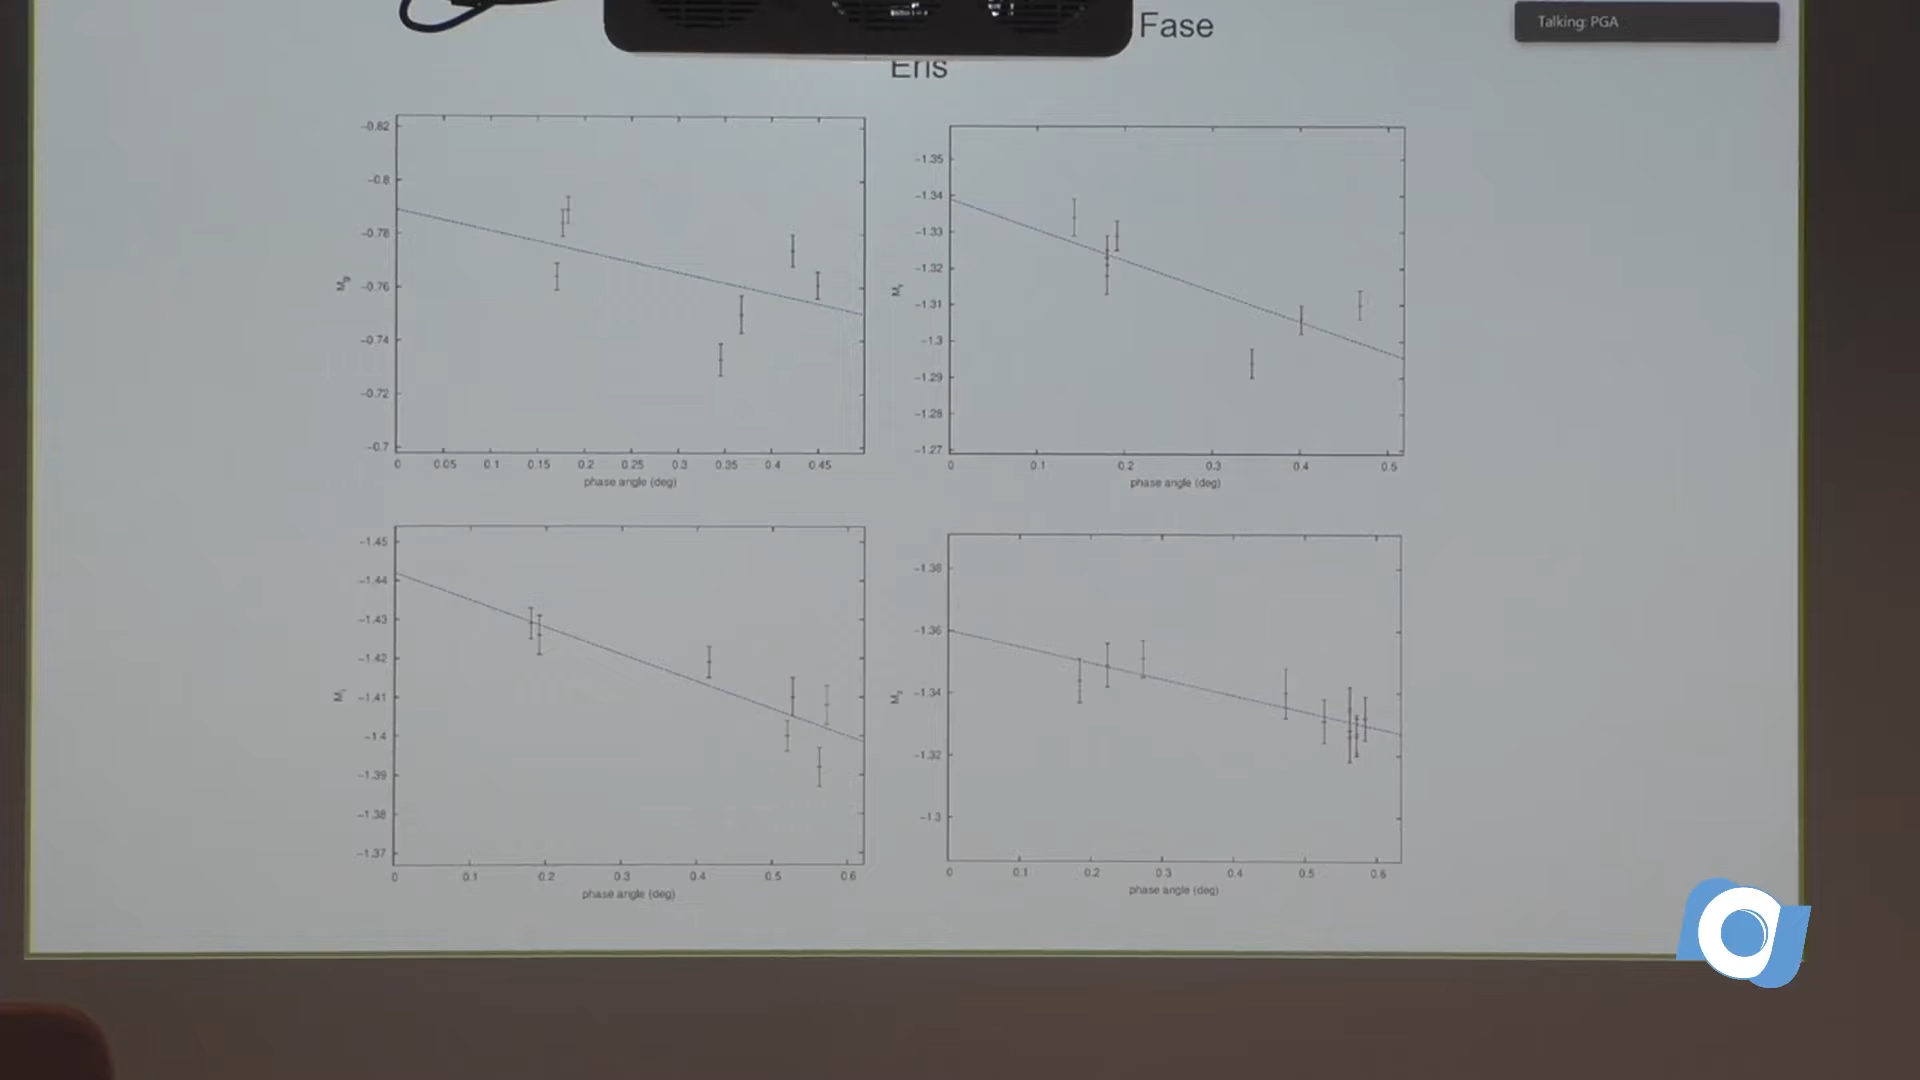 Fase
Talking: PGA
Eris
-0.82
-0.8
-0.78
-0.76
-0.74
-0.72
-0.7
Mg
0 0.05 0.1 0.15 0.2 0.25 0.3 0.35 0.4 0.45
phase angle (deg)
-1.35
-1.34
-1.33
-1.32
-1.31
-1.3
-1.29
-1.28
-1.27
Mr
0 0.1 0.2 0.3 0.4 0.5
phase angle (deg)
-1.45
-1.44
-1.43
-1.42
-1.41
-1.4
-1.39
-1.38
-1.37
Mi
0 0.1 0.2 0.3 0.4 0.5 0.6
phase angle (deg)
-1.38
-1.36
-1.34
-1.32
-1.3
Mz
0 0.1 0.2 0.3 0.4 0.5 0.6
phase angle (deg)